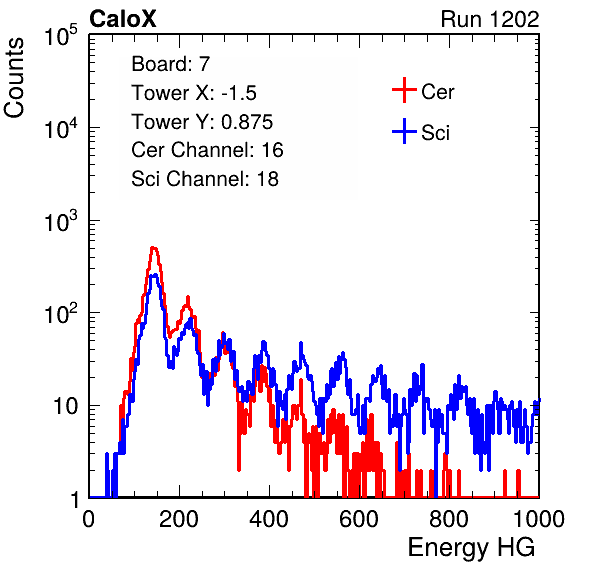 CaloX Run 1202
Counts
10^5
10^4
10^3
10^2
10
1
Board: 7
Tower X: -1.5
Tower Y: 0.875
Cer Channel: 16
Sci Channel: 18
Cer
Sci
0 200 400 600 800 1000
Energy HG